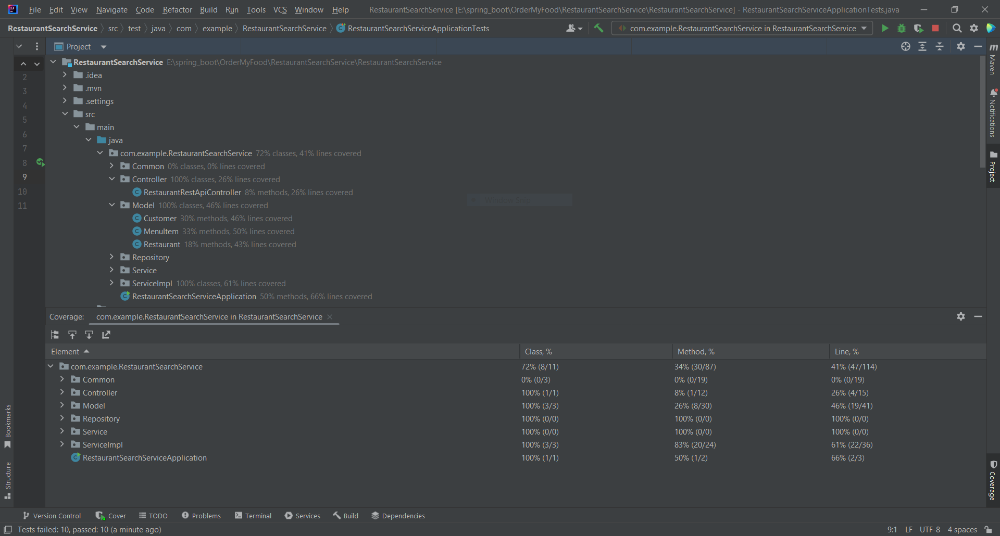 File Edit View Navigate Code Refactor Build Run Tools VCS Window Help RestaurantSearchService [E:\spring_boot\OrderMyFood\RestaurantSearchService\RestaurantSearchService] - RestaurantSearchServiceApplicationTests.java
RestaurantSearchService src test java com example RestaurantSearchService RestaurantSearchServiceApplicationTests com.example.RestaurantSearchService in RestaurantSearchService
Project
RestaurantSearchService E:\spring_boot\OrderMyFood\RestaurantSearchService\RestaurantSearchService
.idea
2
.mvn
3
.settings
4
src
5
main
6
java
7
com.example.RestaurantSearchService 72% classes, 41% lines covered
8
Common 0% classes, 0% lines covered
9
Controller 100% classes, 26% lines covered
10
RestaurantRestApiController 8% methods, 26% lines covered
Window Snip
11
Model 100% classes, 46% lines covered
Customer 30% methods, 46% lines covered
MenuItem 33% methods, 50% lines covered
Restaurant 18% methods, 43% lines covered
Repository
Service
ServiceImpl 100% classes, 61% lines covered
RestaurantSearchServiceApplication 50% methods, 66% lines covered
Maven
Notifications
Project
Coverage: com.example.RestaurantSearchService in RestaurantSearchService
Element Class, % Method, % Line, %
com.example.RestaurantSearchService 72% (8/11) 34% (30/87) 41% (47/114)
Common 0% (0/3) 0% (0/19) 0% (0/19)
Controller 100% (1/1) 8% (1/12) 26% (4/15)
Model 100% (3/3) 26% (8/30) 46% (19/41)
Repository 100% (0/0) 100% (0/0) 100% (0/0)
Service 100% (0/0) 100% (0/0) 100% (0/0)
ServiceImpl 100% (3/3) 83% (20/24) 61% (22/36)
RestaurantSearchServiceApplication 100% (1/1) 50% (1/2) 66% (2/3)
Bookmarks
Structure
Coverage
Version Control Cover TODO Problems Terminal Services Build Dependencies
Tests failed: 10, passed: 10 (a minute ago) 9:1 LF UTF-8 4 spaces